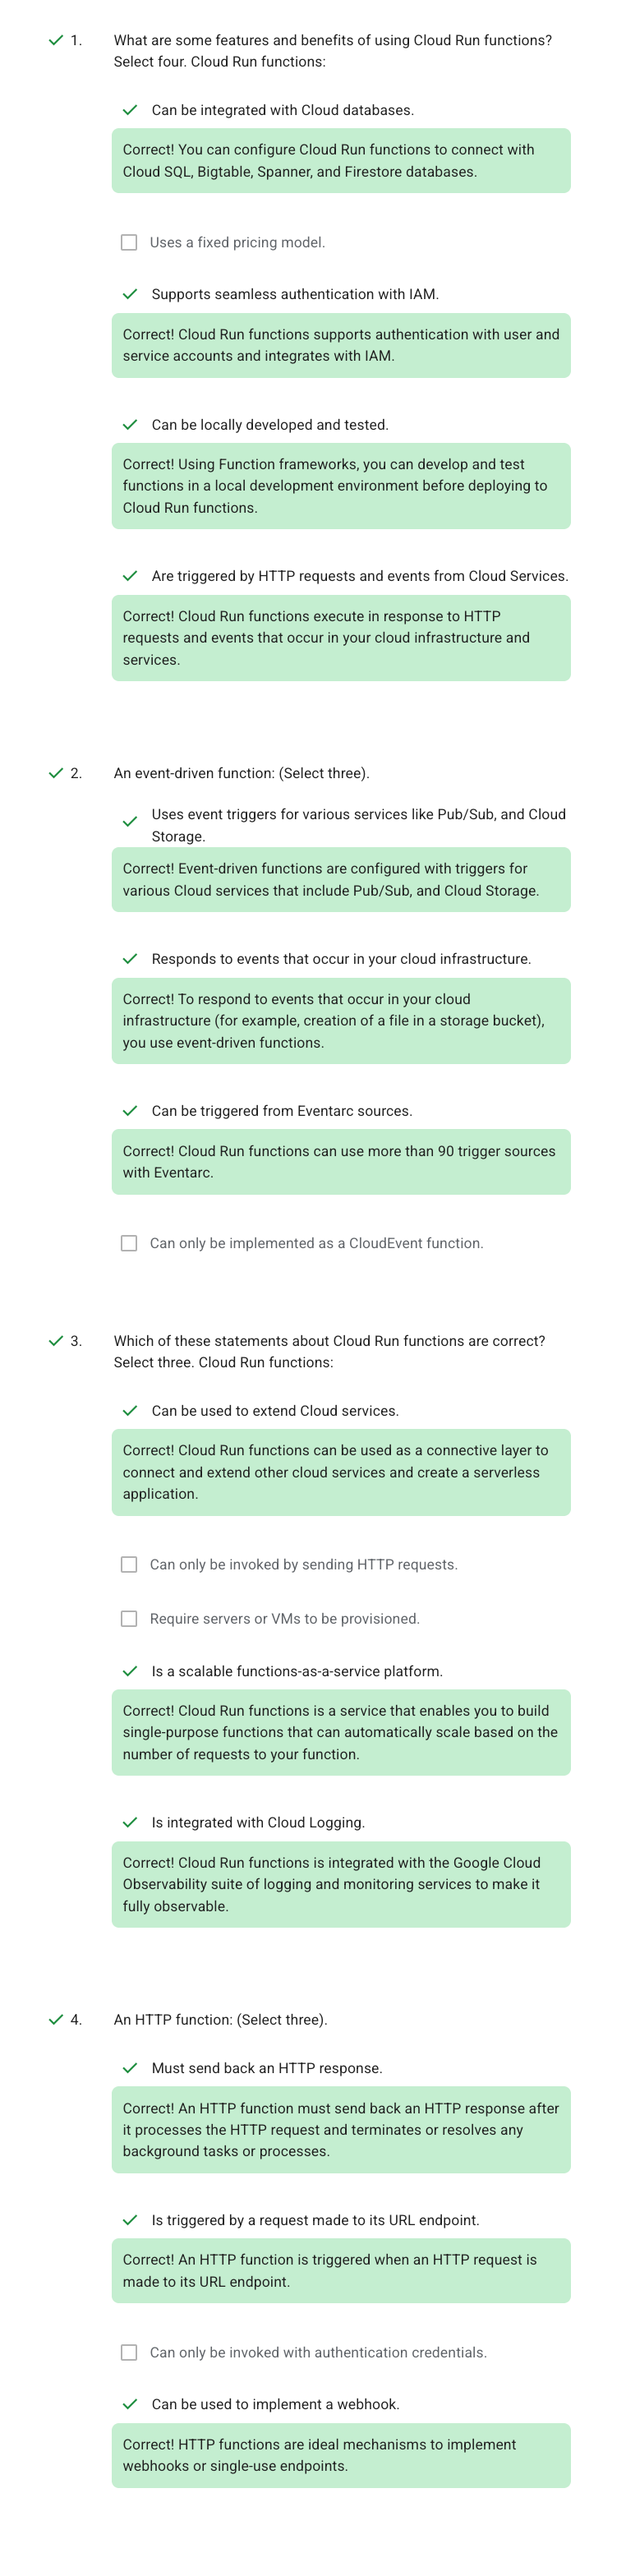 1. What are some features and benefits of using Cloud Run functions?
Select four. Cloud Run functions:
Can be integrated with Cloud databases.
Correct! You can configure Cloud Run functions to connect with
Cloud SQL, Bigtable, Spanner, and Firestore databases.
Uses a fixed pricing model.
Supports seamless authentication with IAM.
Correct! Cloud Run functions supports authentication with user and
service accounts and integrates with IAM.
Can be locally developed and tested.
Correct! Using Function frameworks, you can develop and test
functions in a local development environment before deploying to
Cloud Run functions.
Are triggered by HTTP requests and events from Cloud Services.
Correct! Cloud Run functions execute in response to HTTP
requests and events that occur in your cloud infrastructure and
services.
2. An event-driven function: (Select three).
Uses event triggers for various services like Pub/Sub, and Cloud
Storage.
Correct! Event-driven functions are configured with triggers for
various Cloud services that include Pub/Sub, and Cloud Storage.
Responds to events that occur in your cloud infrastructure.
Correct! To respond to events that occur in your cloud
infrastructure (for example, creation of a file in a storage bucket),
you use event-driven functions.
Can be triggered from Eventarc sources.
Correct! Cloud Run functions can use more than 90 trigger sources
with Eventarc.
Can only be implemented as a CloudEvent function.
3. Which of these statements about Cloud Run functions are correct?
Select three. Cloud Run functions:
Can be used to extend Cloud services.
Correct! Cloud Run functions can be used as a connective layer to
connect and extend other cloud services and create a serverless
application.
Can only be invoked by sending HTTP requests.
Require servers or VMs to be provisioned.
Is a scalable functions-as-a-service platform.
Correct! Cloud Run functions is a service that enables you to build
single-purpose functions that can automatically scale based on the
number of requests to your function.
Is integrated with Cloud Logging.
Correct! Cloud Run functions is integrated with the Google Cloud
Observability suite of logging and monitoring services to make it
fully observable.
4. An HTTP function: (Select three).
Must send back an HTTP response.
Correct! An HTTP function must send back an HTTP response after
it processes the HTTP request and terminates or resolves any
background tasks or processes.
Is triggered by a request made to its URL endpoint.
Correct! An HTTP function is triggered when an HTTP request is
made to its URL endpoint.
Can only be invoked with authentication credentials.
Can be used to implement a webhook.
Correct! HTTP functions are ideal mechanisms to implement
webhooks or single-use endpoints.